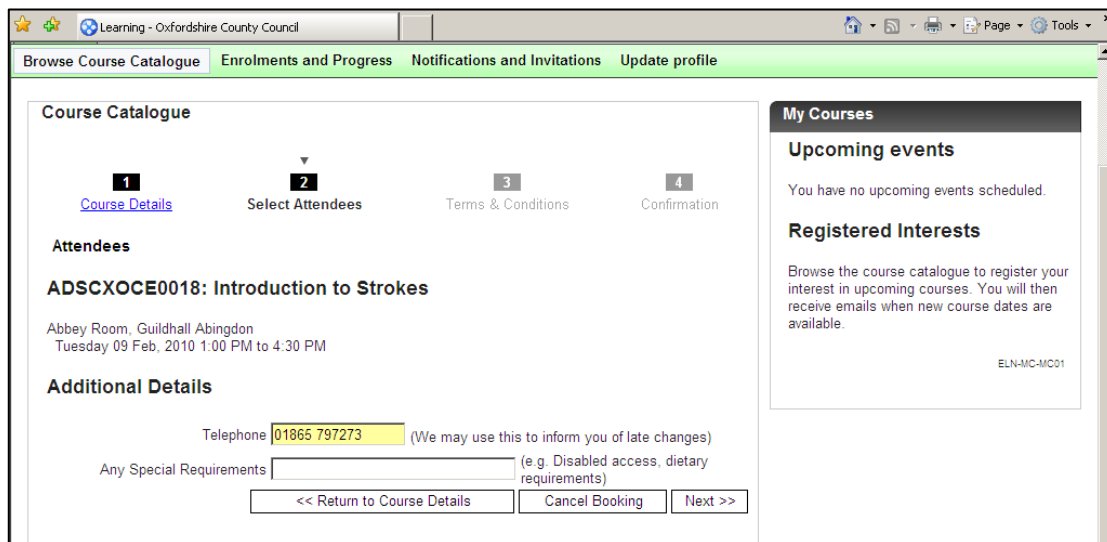 Learning - Oxfordshire County Council
Page Tools
Browse Course Catalogue Enrolments and Progress Notifications and Invitations Update profile
Course Catalogue
1 2 3 4
Course Details Select Attendees Terms & Conditions Confirmation
Attendees
ADSCXOCE0018: Introduction to Strokes
Abbey Room, Guildhall Abingdon
Tuesday 09 Feb, 2010 1:00 PM to 4:30 PM
Additional Details
Telephone 01865 797273 (We may use this to inform you of late changes)
Any Special Requirements (e.g. Disabled access, dietary
requirements)
<< Return to Course Details Cancel Booking Next >>
My Courses
Upcoming events
You have no upcoming events scheduled.
Registered Interests
Browse the course catalogue to register your
interest in upcoming courses. You will then
receive emails when new course dates are
available.
ELN-MC-MC01